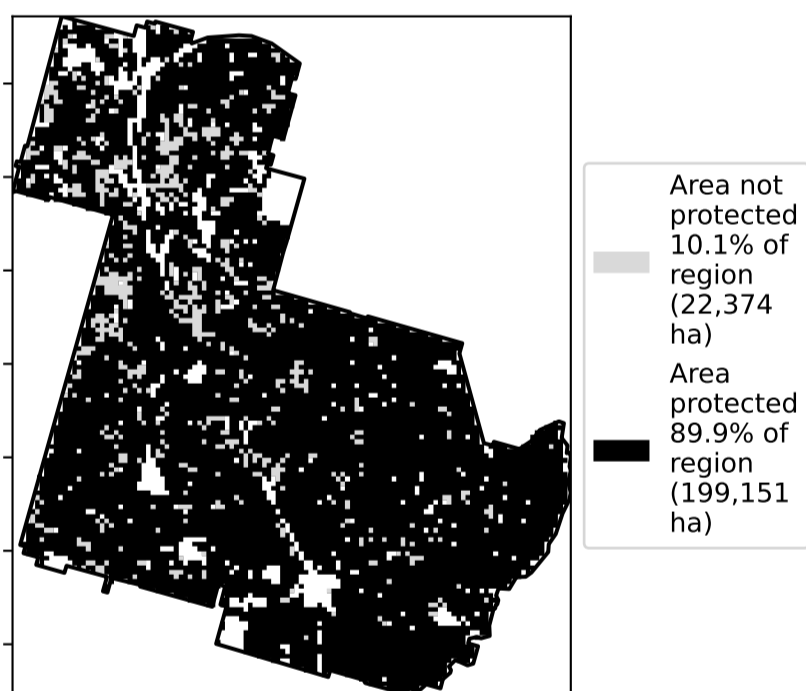 Area not
protected
10.1% of
region
(22,374
ha)
Area
protected
89.9% of
region
(199,151
ha)